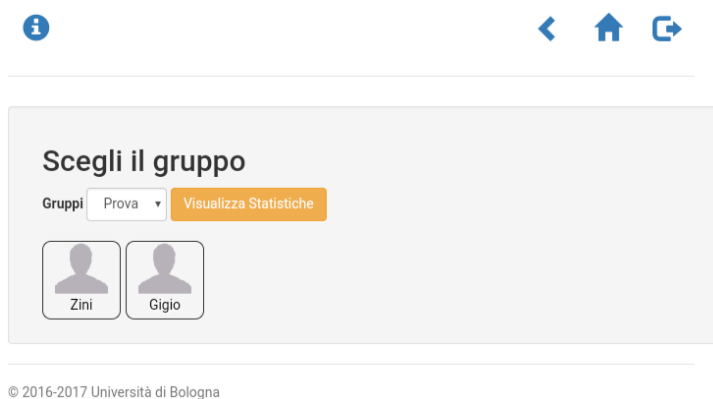 Scegli il gruppo
Gruppi Prova Visualizza Statistiche
Zini Gigio
© 2016-2017 Università di Bologna